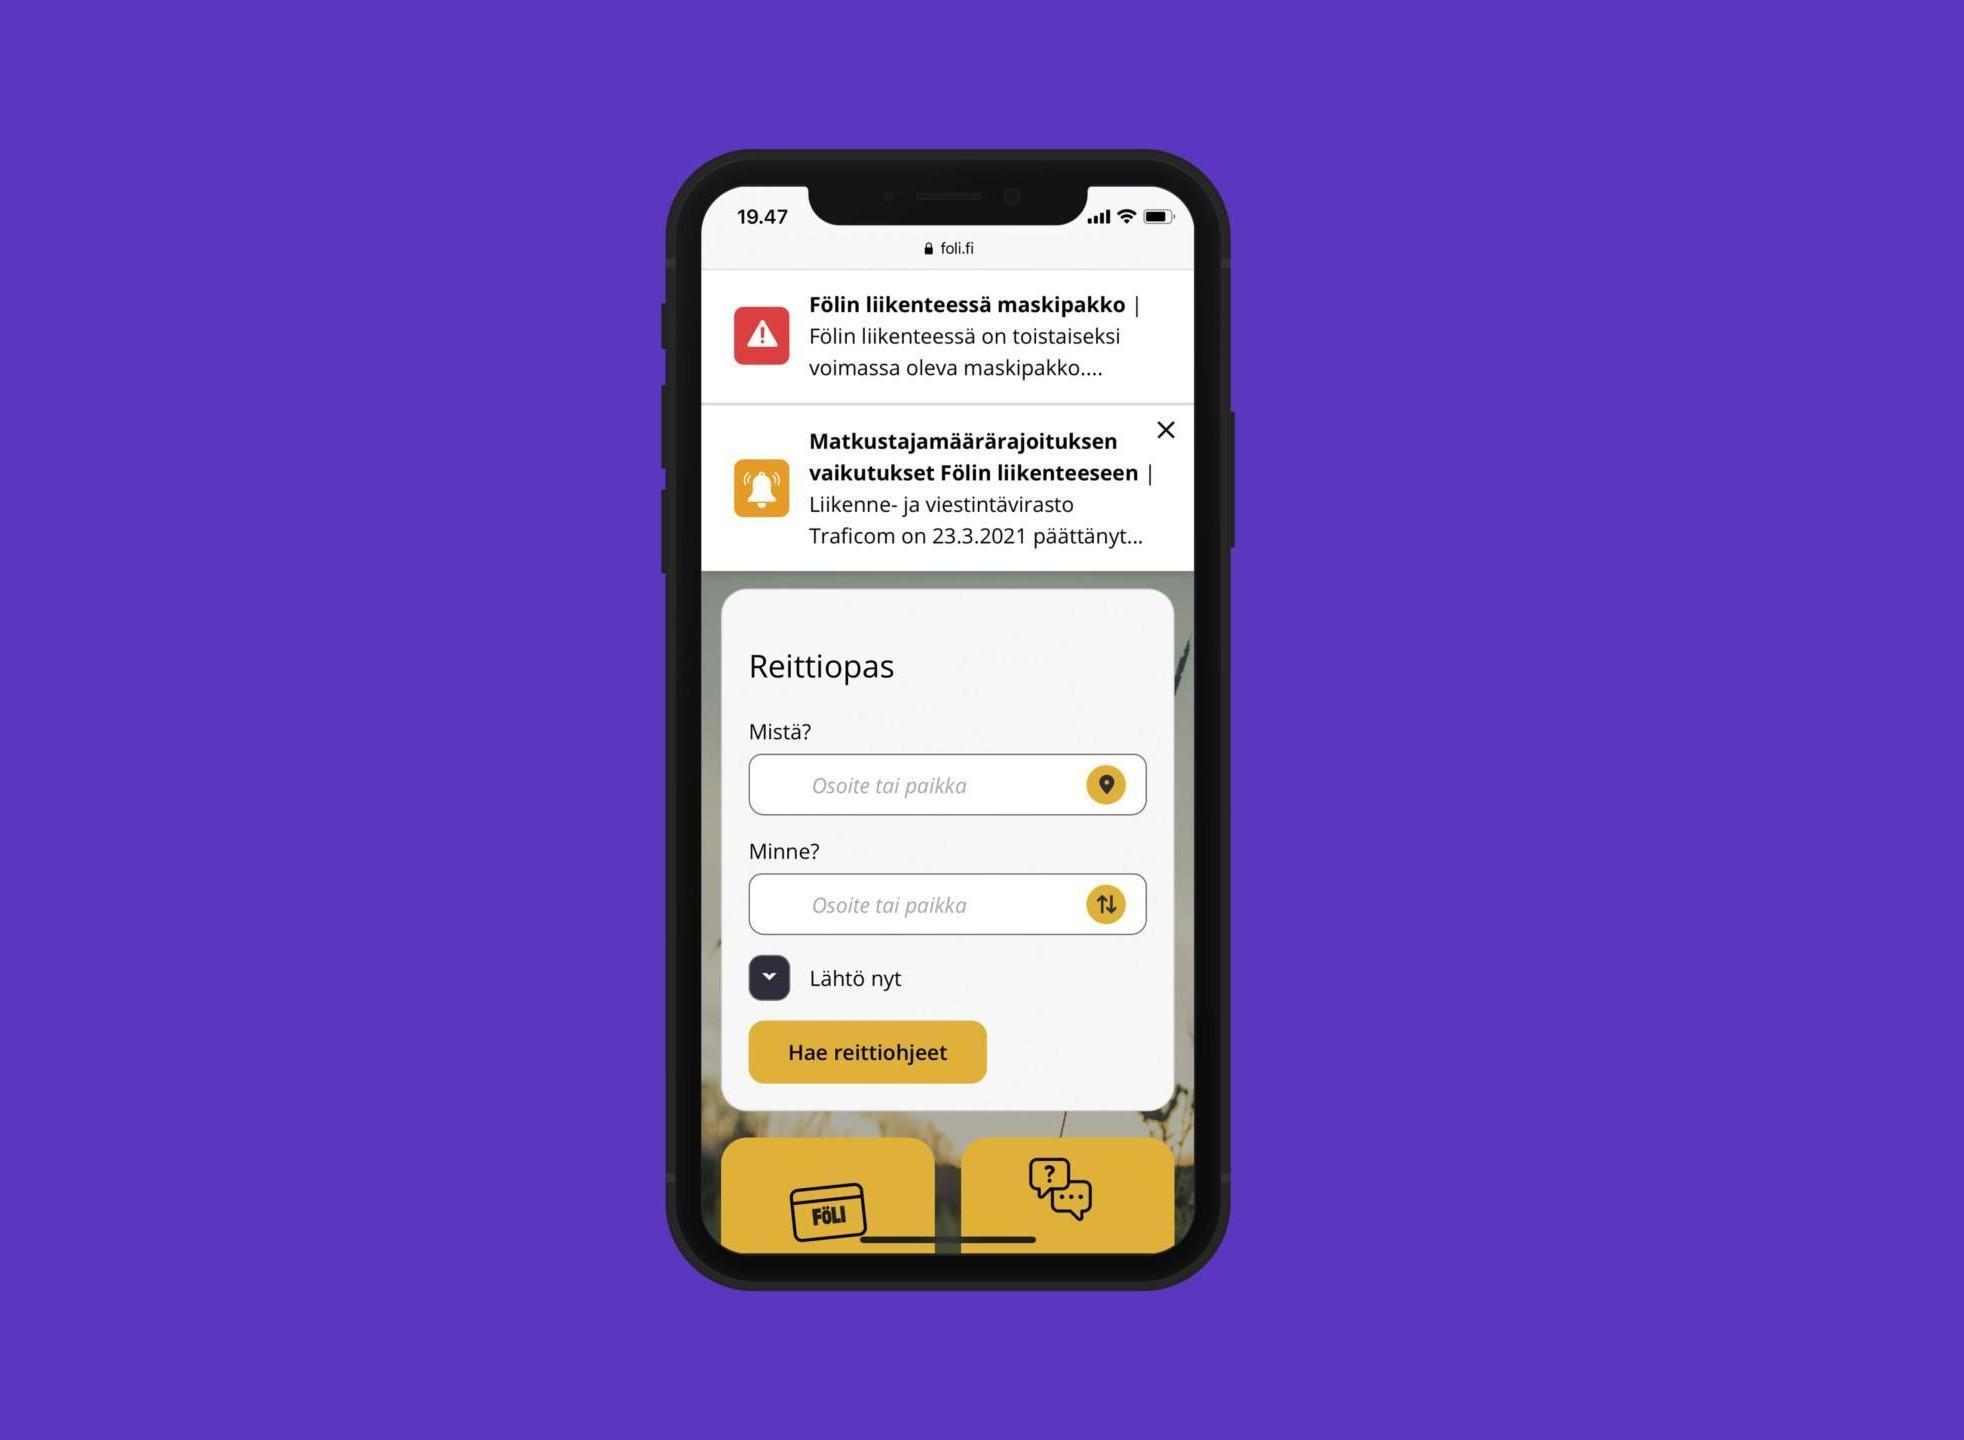 19.47
foli.fi
Fölin liikenteessä maskipakko |
Fölin liikenteessä on toistaiseksi
voimassa oleva maskipakko....
Matkustajamäärärajoituksen
vaikutukset Fölin liikenteeseen |
Liikenne- ja viestintävirasto
Traficom on 23.3.2021 päättänyt...
Reittiopas
Mistä?
Osoite tai paikka
Minne?
Osoite tai paikka
Lähtö nyt
Hae reittiohjeet
FöLI
?